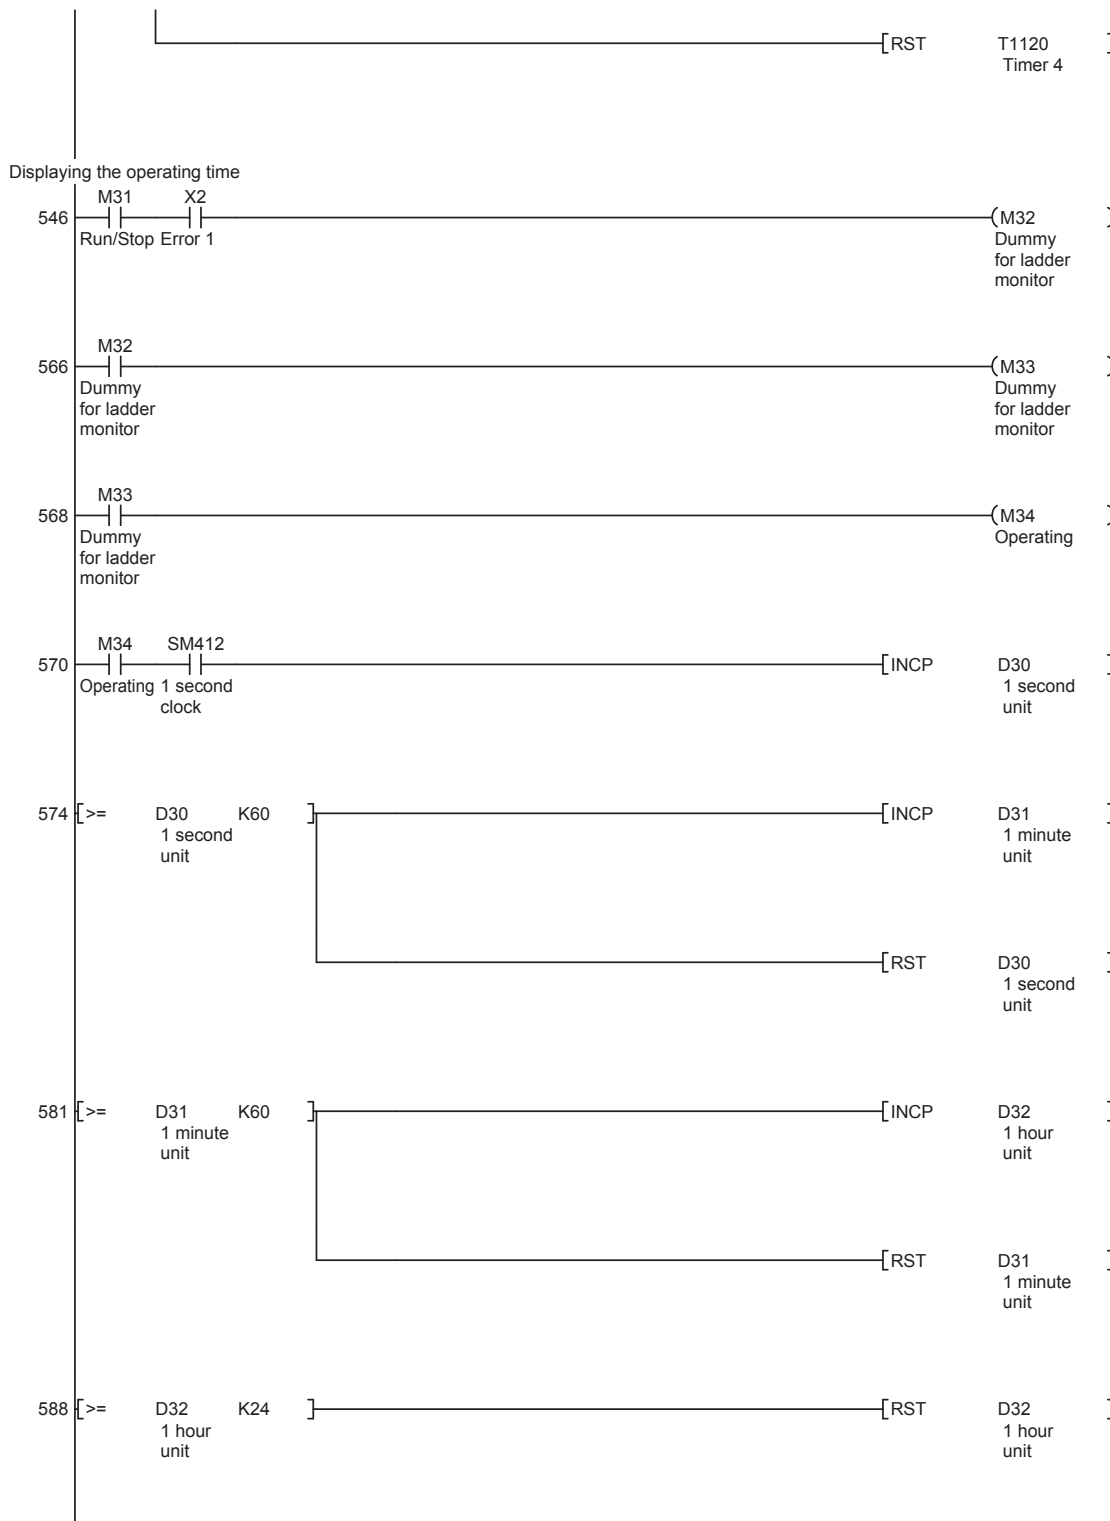 [RST T1120 ]
Timer 4
Displaying the operating time
M31 X2
546 (M32 )
Run/Stop Error 1 Dummy
for ladder
monitor
M32
566 (M33 )
Dummy Dummy
for ladder for ladder
monitor monitor
M33
568 (M34 )
Dummy Operating
for ladder
monitor
M34 SM412
570 [INCP D30 ]
Operating 1 second 1 second
clock unit
574 [>= D30 K60 ] [INCP D31 ]
1 second 1 minute
unit unit
[RST D30 ]
1 second
unit
581 [>= D31 K60 ] [INCP D32 ]
1 minute 1 hour
unit unit
[RST D31 ]
1 minute
unit
588 [>= D32 K24 ] [RST D32 ]
1 hour 1 hour
unit unit